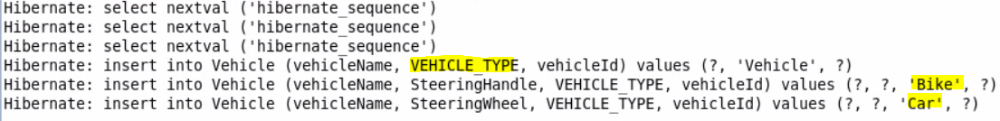 Hibernate: select nextval ('hibernate_sequence')
Hibernate: select nextval ('hibernate_sequence')
Hibernate: select nextval ('hibernate_sequence')
Hibernate: insert into Vehicle (vehicleName, VEHICLE_TYPE, vehicleId) values (?, 'Vehicle', ?)
Hibernate: insert into Vehicle (vehicleName, SteeringHandle, VEHICLE_TYPE, vehicleId) values (?, ?, 'Bike', ?)
Hibernate: insert into Vehicle (vehicleName, SteeringWheel, VEHICLE_TYPE, vehicleId) values (?, ?, 'Car', ?)